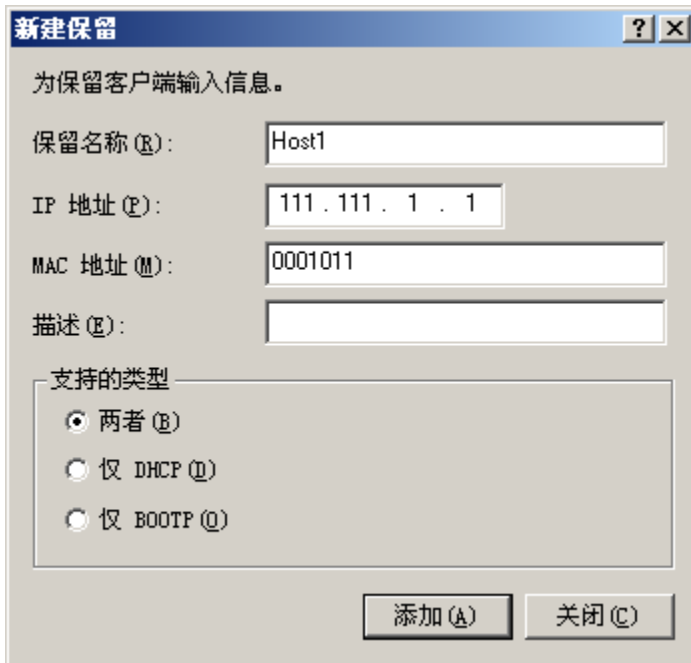 新建保留
为保留客户端输入信息。
保留名称(R): Host1
IP 地址(P): 111 . 111 . 1 . 1
MAC 地址(M): 0001011
描述(E):
支持的类型
两者(B)
仅 DHCP(D)
仅 BOOTP(O)
添加(A) 关闭(C)